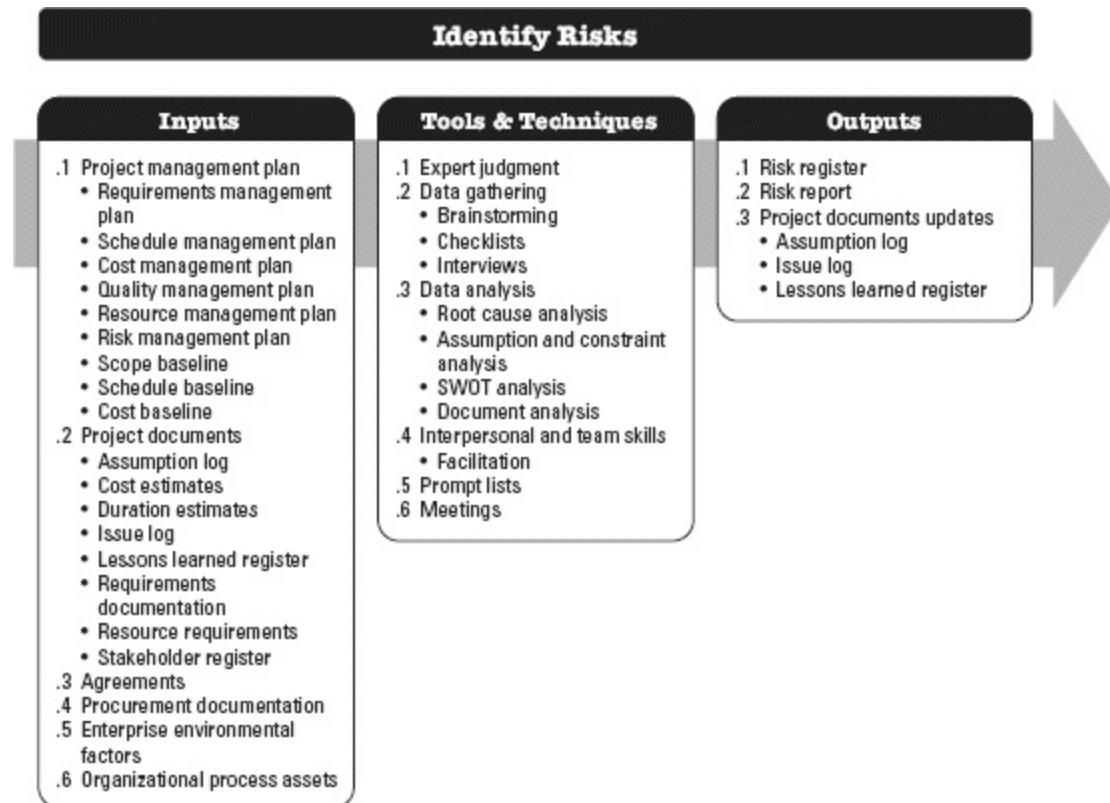 Identify Risks
Inputs
.1 Project management plan
• Requirements management
plan
• Schedule management plan
• Cost management plan
• Quality management plan
• Resource management plan
• Risk management plan
• Scope baseline
• Schedule baseline
• Cost baseline
.2 Project documents
• Assumption log
• Cost estimates
• Duration estimates
• Issue log
• Lessons learned register
• Requirements
documentation
• Resource requirements
• Stakeholder register
.3 Agreements
.4 Procurement documentation
.5 Enterprise environmental
factors
.6 Organizational process assets
Tools & Techniques
.1 Expert judgment
.2 Data gathering
• Brainstorming
• Checklists
• Interviews
.3 Data analysis
• Root cause analysis
• Assumption and constraint
analysis
• SWOT analysis
• Document analysis
.4 Interpersonal and team skills
• Facilitation
.5 Prompt lists
.6 Meetings
Outputs
.1 Risk register
.2 Risk report
.3 Project documents updates
• Assumption log
• Issue log
• Lessons learned register